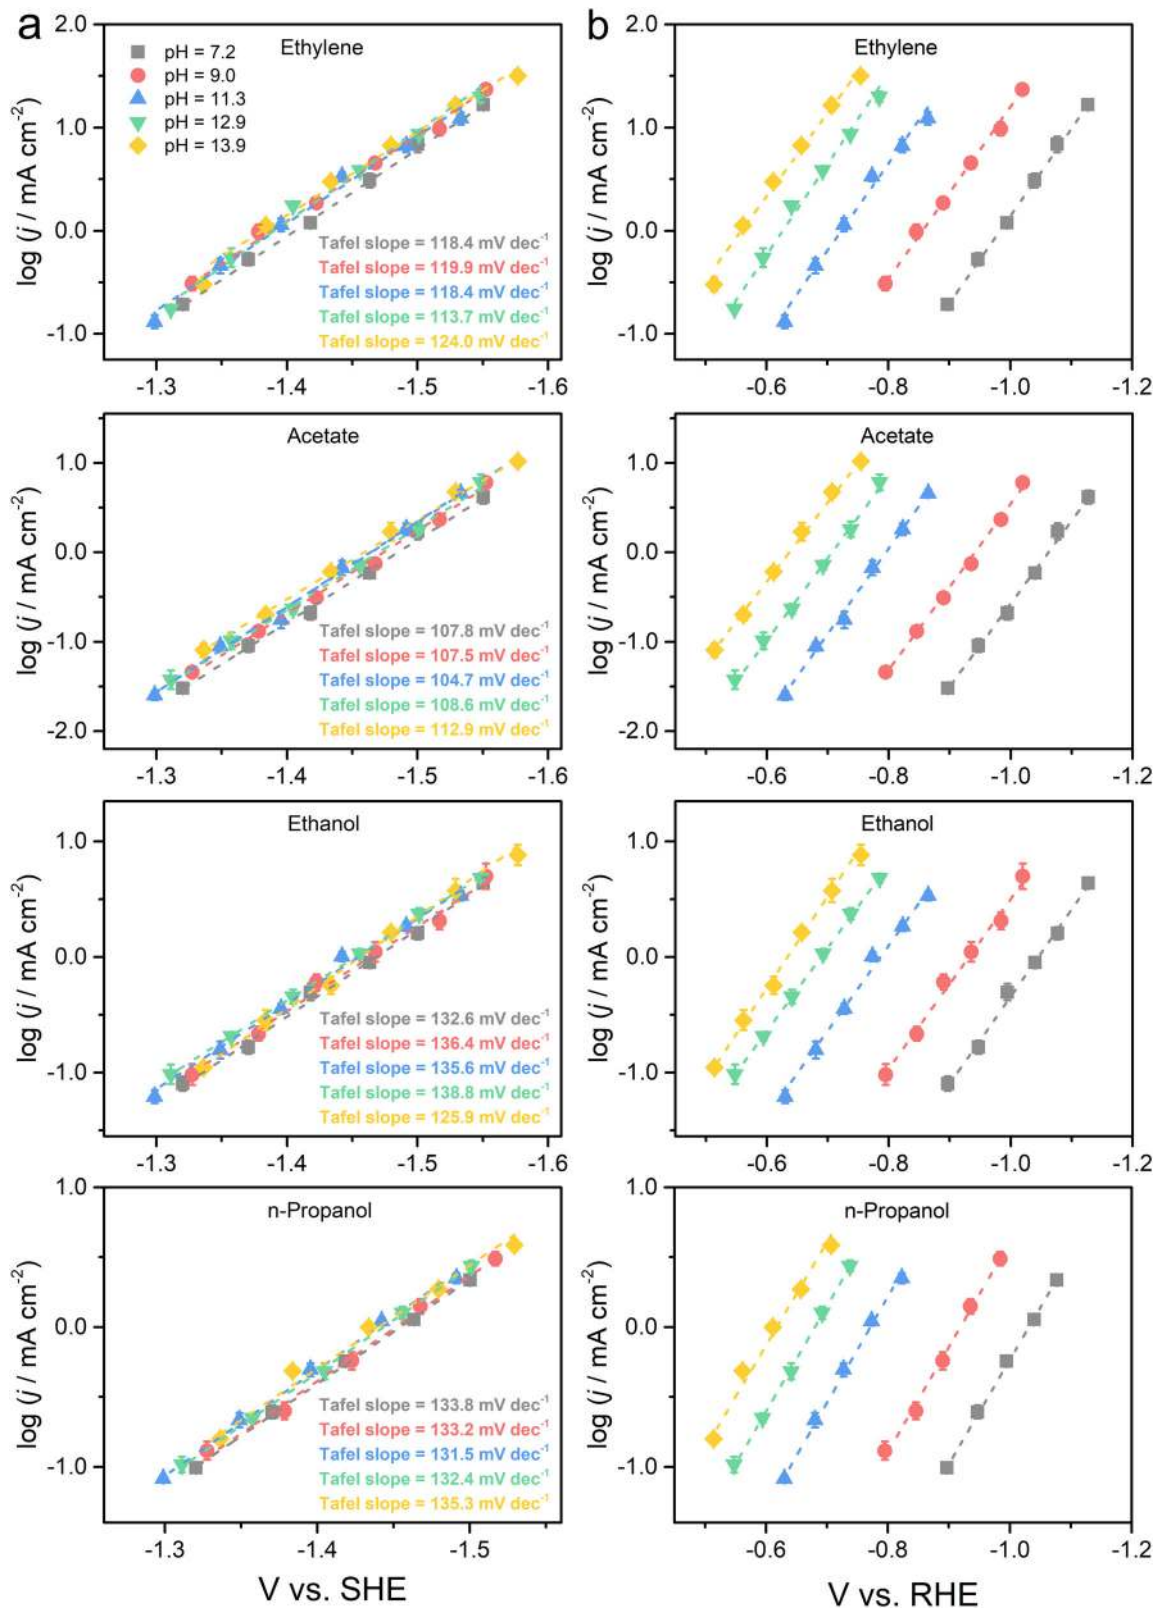 a
Ethylene
pH = 7.2
pH = 9.0
pH = 11.3
pH = 12.9
pH = 13.9
2.0
1.0
0.0
-1.0
log (j / mA cm⁻²)
Tafel slope = 118.4 mV dec⁻¹
Tafel slope = 119.9 mV dec⁻¹
Tafel slope = 118.4 mV dec⁻¹
Tafel slope = 113.7 mV dec⁻¹
Tafel slope = 124.0 mV dec⁻¹
-1.3 -1.4 -1.5 -1.6
b
Ethylene
2.0
1.0
0.0
-1.0
log (j / mA cm⁻²)
-0.6 -0.8 -1.0 -1.2
Acetate
1.0
0.0
-1.0
-2.0
log (j / mA cm⁻²)
Tafel slope = 107.8 mV dec⁻¹
Tafel slope = 107.5 mV dec⁻¹
Tafel slope = 104.7 mV dec⁻¹
Tafel slope = 108.6 mV dec⁻¹
Tafel slope = 112.9 mV dec⁻¹
-1.3 -1.4 -1.5 -1.6
Acetate
1.0
0.0
-1.0
-2.0
log (j / mA cm⁻²)
-0.6 -0.8 -1.0 -1.2
Ethanol
1.0
0.0
-1.0
log (j / mA cm⁻²)
Tafel slope = 132.6 mV dec⁻¹
Tafel slope = 136.4 mV dec⁻¹
Tafel slope = 135.6 mV dec⁻¹
Tafel slope = 138.8 mV dec⁻¹
Tafel slope = 125.9 mV dec⁻¹
-1.3 -1.4 -1.5 -1.6
Ethanol
1.0
0.0
-1.0
log (j / mA cm⁻²)
-0.6 -0.8 -1.0 -1.2
n-Propanol
1.0
0.0
-1.0
log (j / mA cm⁻²)
Tafel slope = 133.8 mV dec⁻¹
Tafel slope = 133.2 mV dec⁻¹
Tafel slope = 131.5 mV dec⁻¹
Tafel slope = 132.4 mV dec⁻¹
Tafel slope = 135.3 mV dec⁻¹
-1.3 -1.4 -1.5
V vs. SHE
n-Propanol
1.0
0.0
-1.0
log (j / mA cm⁻²)
-0.6 -0.8 -1.0 -1.2
V vs. RHE